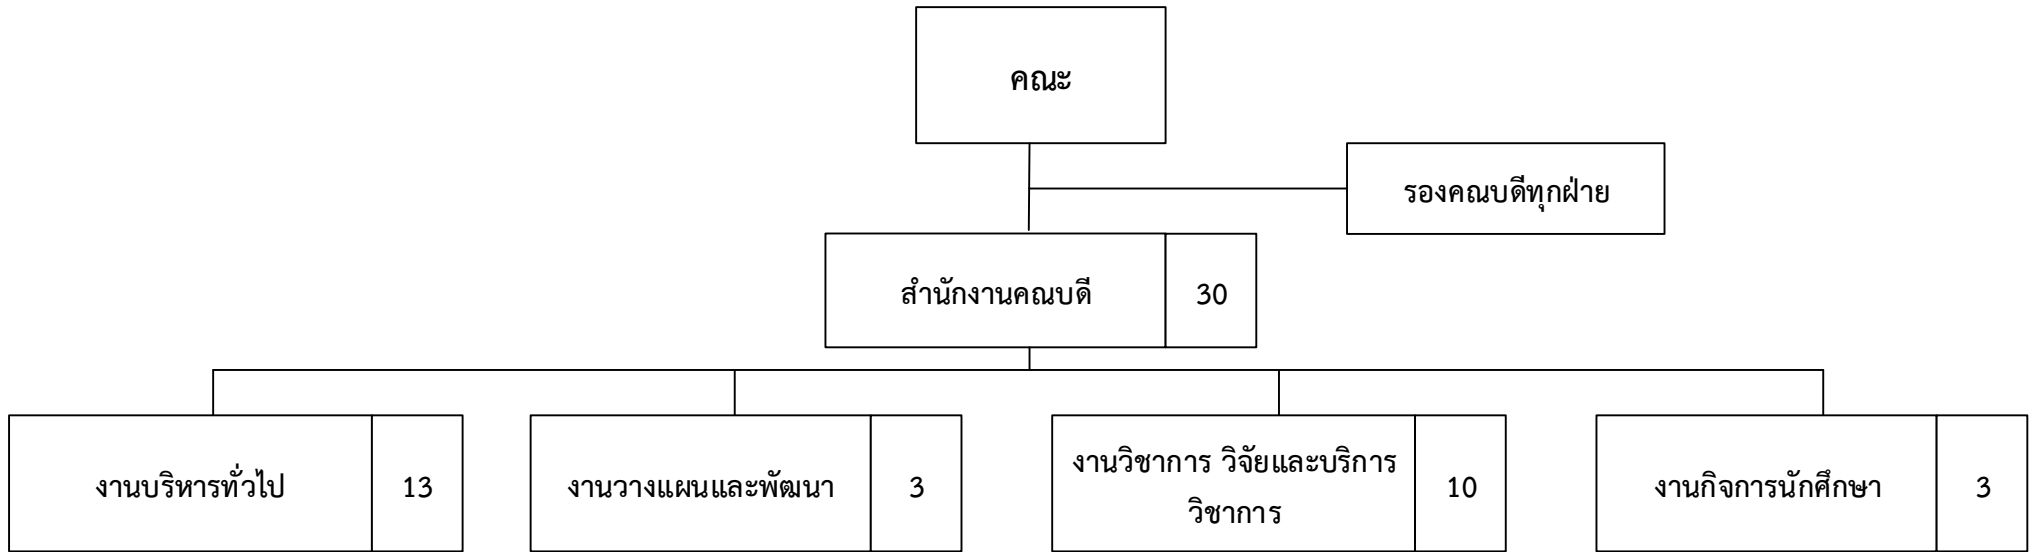 คณะ
รองคณบดีทุกฝ่าย
สำนักงานคณบดี 30
งานบริหารทั่วไป 13
งานวางแผนและพัฒนา 3
งานวิชาการ วิจัยและบริการ
วิชาการ 10
งานกิจการนักศึกษา 3